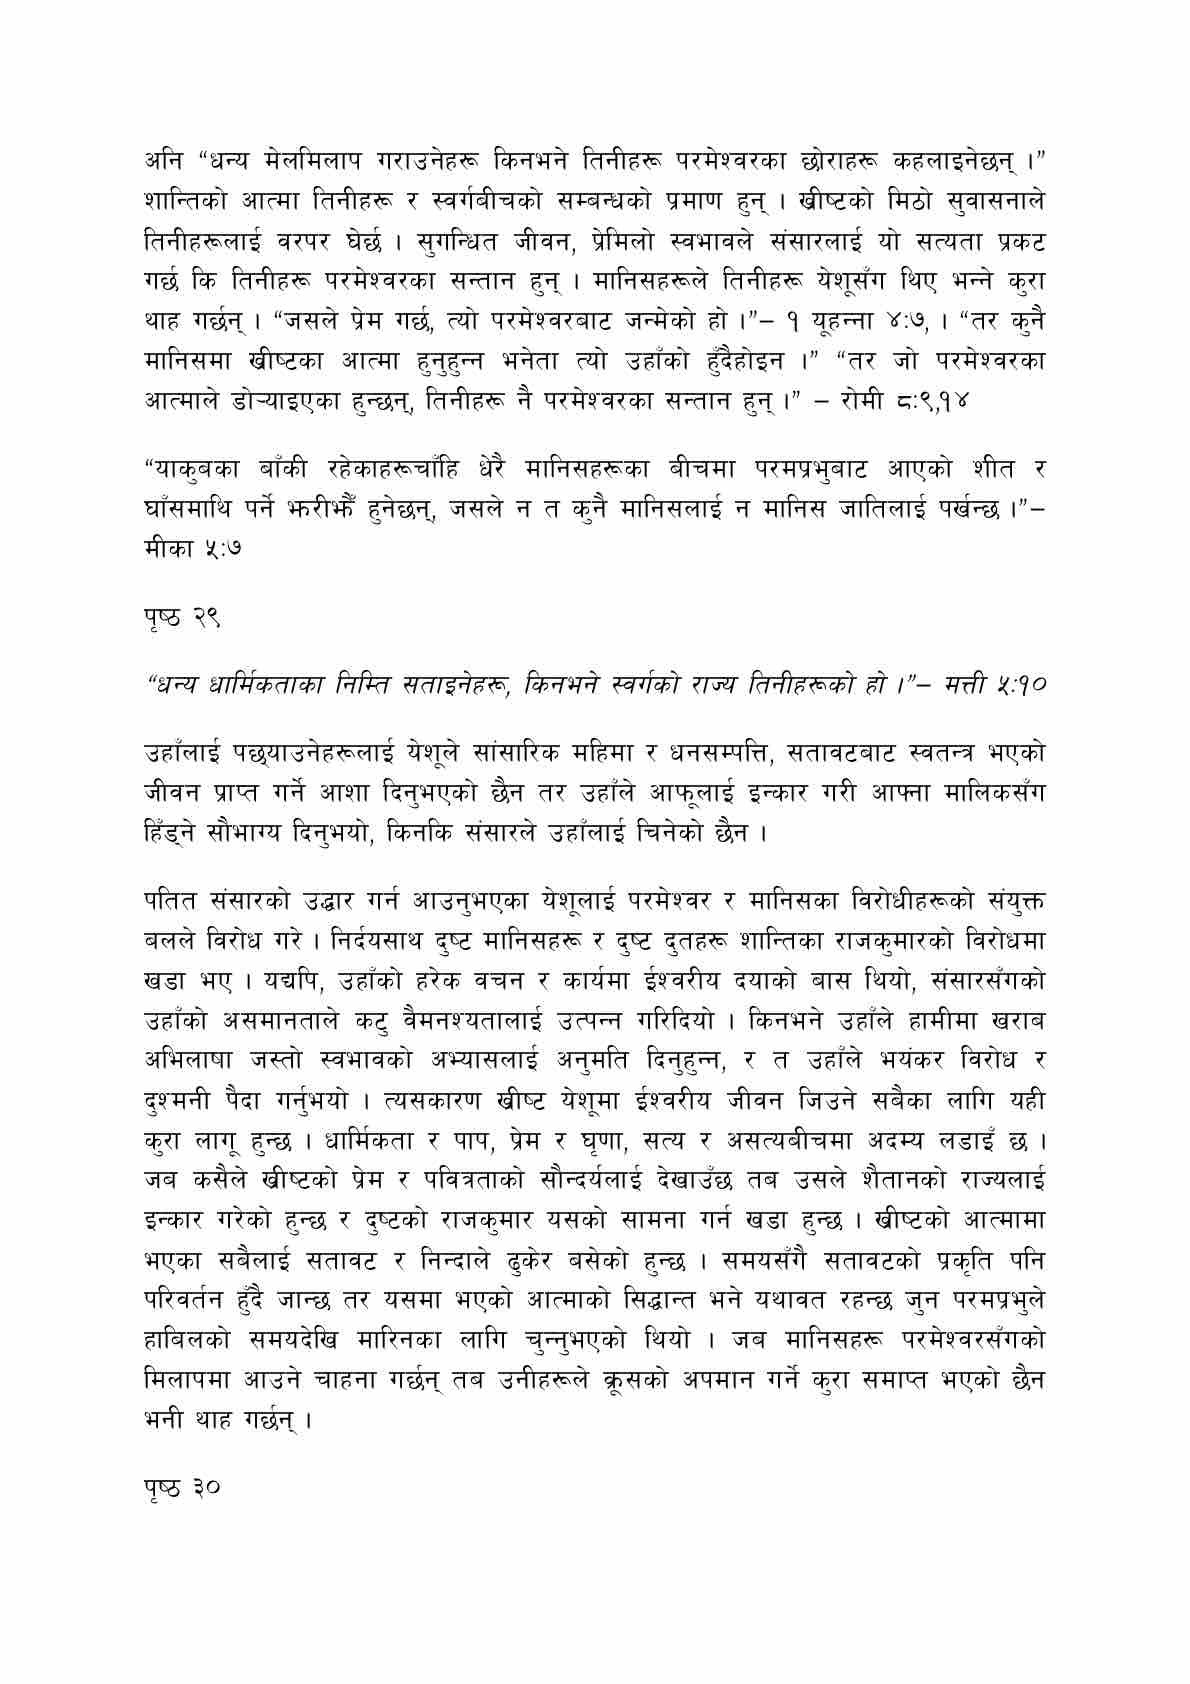 अनि “धन्य मेलमिलाप गराउनेहरू किनभने तिनीहरू परमेश्वरका छोराहरू कहलाइनेछन् ।”
शान्तिको आत्मा तिनीहरू र स्वर्गबीचको सम्बन्धको प्रमाण हुन् । ख्रीष्टको मिठो सुवासनाले
तिनीहरूलाई वरपर घेर्छ । सुगन्धित जीवन, प्रेमिलो स्वभावले संसारलाई यो सत्यता प्रकट
गर्छ कि तिनीहरू परमेश्वरका सन्तान हुन् । मानिसहरूले तिनीहरू येशूसँग थिए भन्ने कुरा
थाह गर्छन् । “जसले प्रेम गर्छ, त्यो परमेश्वरबाट जन्मेको हो ।”– १ यूहन्ना ४:७, । “तर कुनै
मानिसमा ख्रीष्टका आत्मा हुनुहुन्न भनेता त्यो उहाँको हुँदैहोइन ।” “तर जो परमेश्वरका
आत्माले डोऱ्याइएका हुन्छन्, तिनीहरू नै परमेश्वरका सन्तान हुन् ।” – रोमी ८:९,१४
“याकुबका बाँकी रहेकाहरूचाँहि धेरै मानिसहरूका बीचमा परमप्रभुबाट आएको शीत र
घाँसमाथि पर्ने झरीझैँ हुनेछन्, जसले न त कुनै मानिसलाई न मानिस जातिलाई पर्खन्छ ।”–
मीका ५:७
पृष्ठ २९
“धन्य धार्मिकताका निम्ति सताइनेहरू, किनभने स्वर्गको राज्य तिनीहरूको हो ।”– मत्ती ५:१०
उहाँलाई पछ्याउनेहरूलाई येशूले सांसारिक महिमा र धनसम्पत्ति, सतावटबाट स्वतन्त्र भएको
जीवन प्राप्त गर्ने आशा दिनुभएको छैन तर उहाँले आफूलाई इन्कार गरी आफ्ना मालिकसँग
हिँड्ने सौभाग्य दिनुभयो, किनकि संसारले उहाँलाई चिनेको छैन ।
पतित संसारको उद्धार गर्न आउनुभएका येशूलाई परमेश्वर र मानिसका विरोधीहरूको संयुक्त
बलले विरोध गरे । निर्दयसाथ दुष्ट मानिसहरू र दुष्ट दुतहरू शान्तिका राजकुमारको विरोधमा
खडा भए । यद्यपि, उहाँको हरेक वचन र कार्यमा ईश्वरीय दयाको बास थियो, संसारसँगको
उहाँको असमानताले कटु वैमनश्यतालाई उत्पन्न गरिदियो । किनभने उहाँले हामीमा खराब
अभिलाषा जस्तो स्वभावको अभ्यासलाई अनुमति दिनुहुन्न, र त उहाँले भयंकर विरोध र
दुश्मनी पैदा गर्नुभयो । त्यसकारण ख्रीष्ट येशूमा ईश्वरीय जीवन जिउने सबैका लागि यही
कुरा लागू हुन्छ । धार्मिकता र पाप, प्रेम र घृणा, सत्य र असत्यबीचमा अदम्य लडाइँ छ ।
जब कसैले ख्रीष्टको प्रेम र पवित्रताको सौन्दर्यलाई देखाउँछ तब उसले शैतानको राज्यलाई
इन्कार गरेको हुन्छ र दुष्टको राजकुमार यसको सामना गर्न खडा हुन्छ । ख्रीष्टको आत्मामा
भएका सबैलाई सतावट र निन्दाले ढुकेर बसेको हुन्छ । समयसँगै सतावटको प्रकृति पनि
परिवर्तन हुँदै जान्छ तर यसमा भएको आत्माको सिद्धान्त भने यथावत रहन्छ जुन परमप्रभुले
हाबिलको समयदेखि मारिनका लागि चुन्नुभएको थियो । जब मानिसहरू परमेश्वरसँगको
मिलापमा आउने चाहना गर्छन् तब उनीहरूले क्रूसको अपमान गर्ने कुरा समाप्त भएको छैन
भनी थाह गर्छन् ।
पृष्ठ ३०